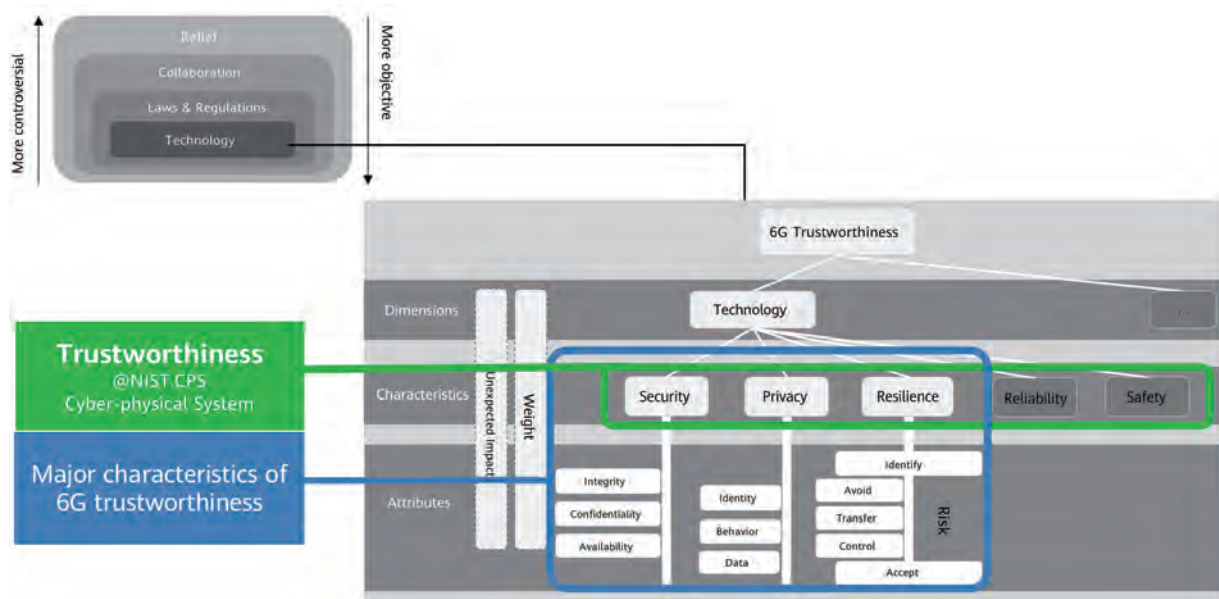 More controversial
Belief
Collaboration
Laws & Regulations
Technology
More objective
6G Trustworthiness
Dimensions
Technology
...
Trustworthiness
@NIST.CPS
Cyber-physical System
Characteristics
Unexpected Impact
Weight
Security
Privacy
Resilience
Reliability
Safety
Major characteristics of
6G trustworthiness
Attributes
Integrity
Confidentiality
Availability
Identity
Behavior
Data
Identify
Avoid
Transfer
Control
Accept
Risk